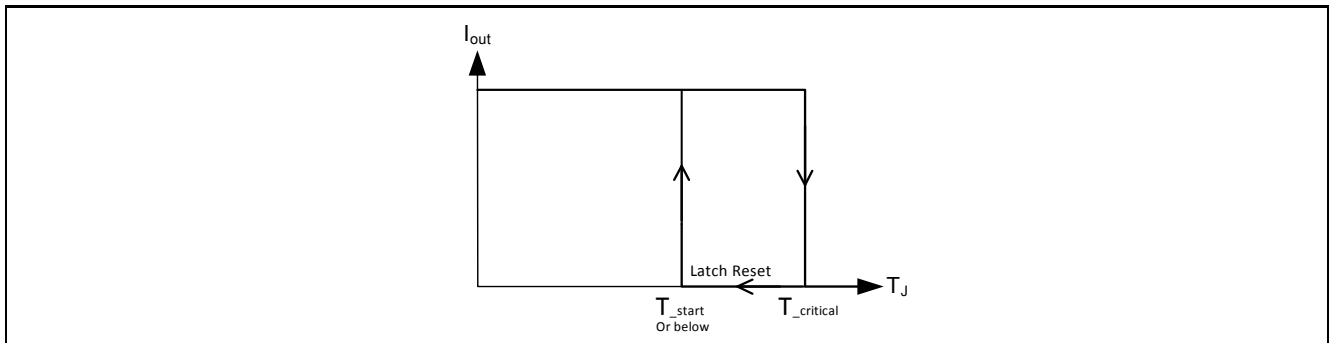 Iout
Latch Reset
TJ
T_start
Or below
T_critical